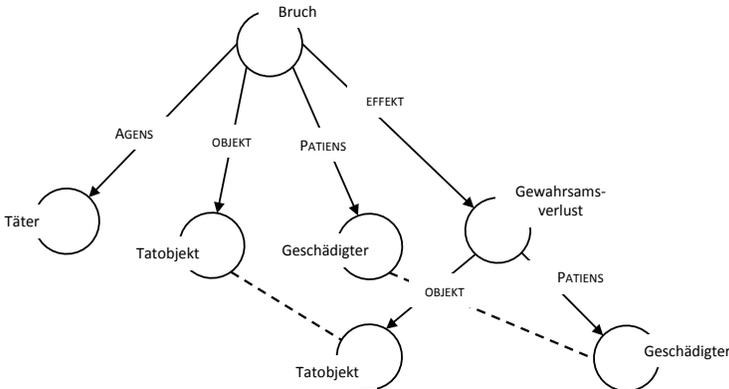 Bruch
EFFEKT
AGENS
OBJEKT
PATIENS
Gewahrsams-
verlust
Täter
Tatobjekt
Geschädigter
PATIENS
OBJEKT
Geschädigter
Tatobjekt